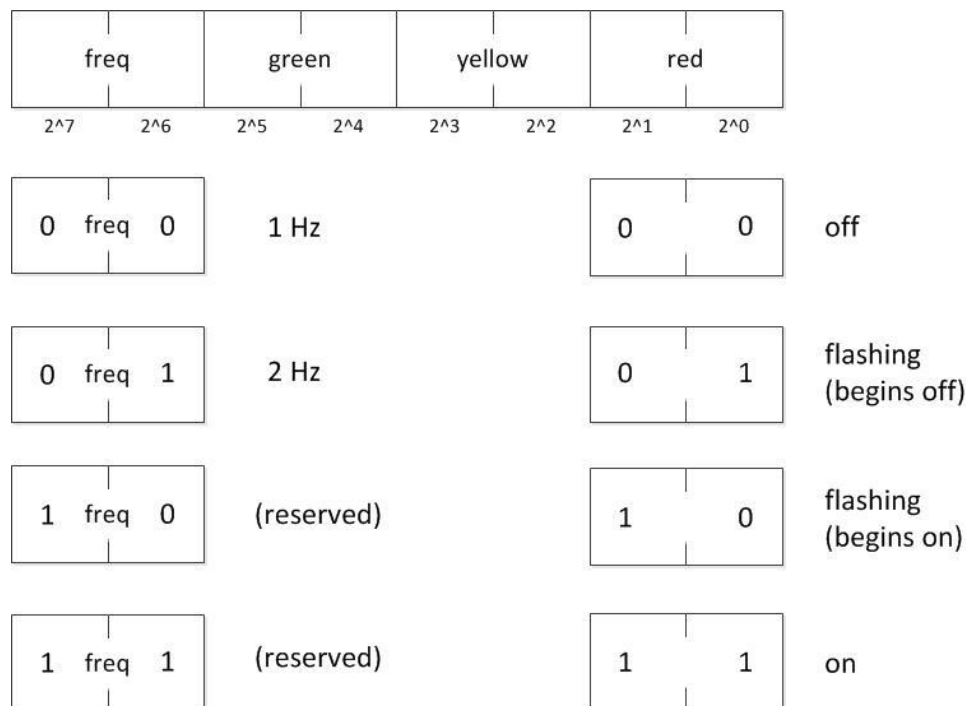 freq green yellow red
2^7 2^6 2^5 2^4 2^3 2^2 2^1 2^0
0 freq 0 1 Hz 0 0 off
0 freq 1 2 Hz 0 1 flashing
(begins off)
1 freq 0 (reserved) 1 0 flashing
(begins on)
1 freq 1 (reserved) 1 1 on